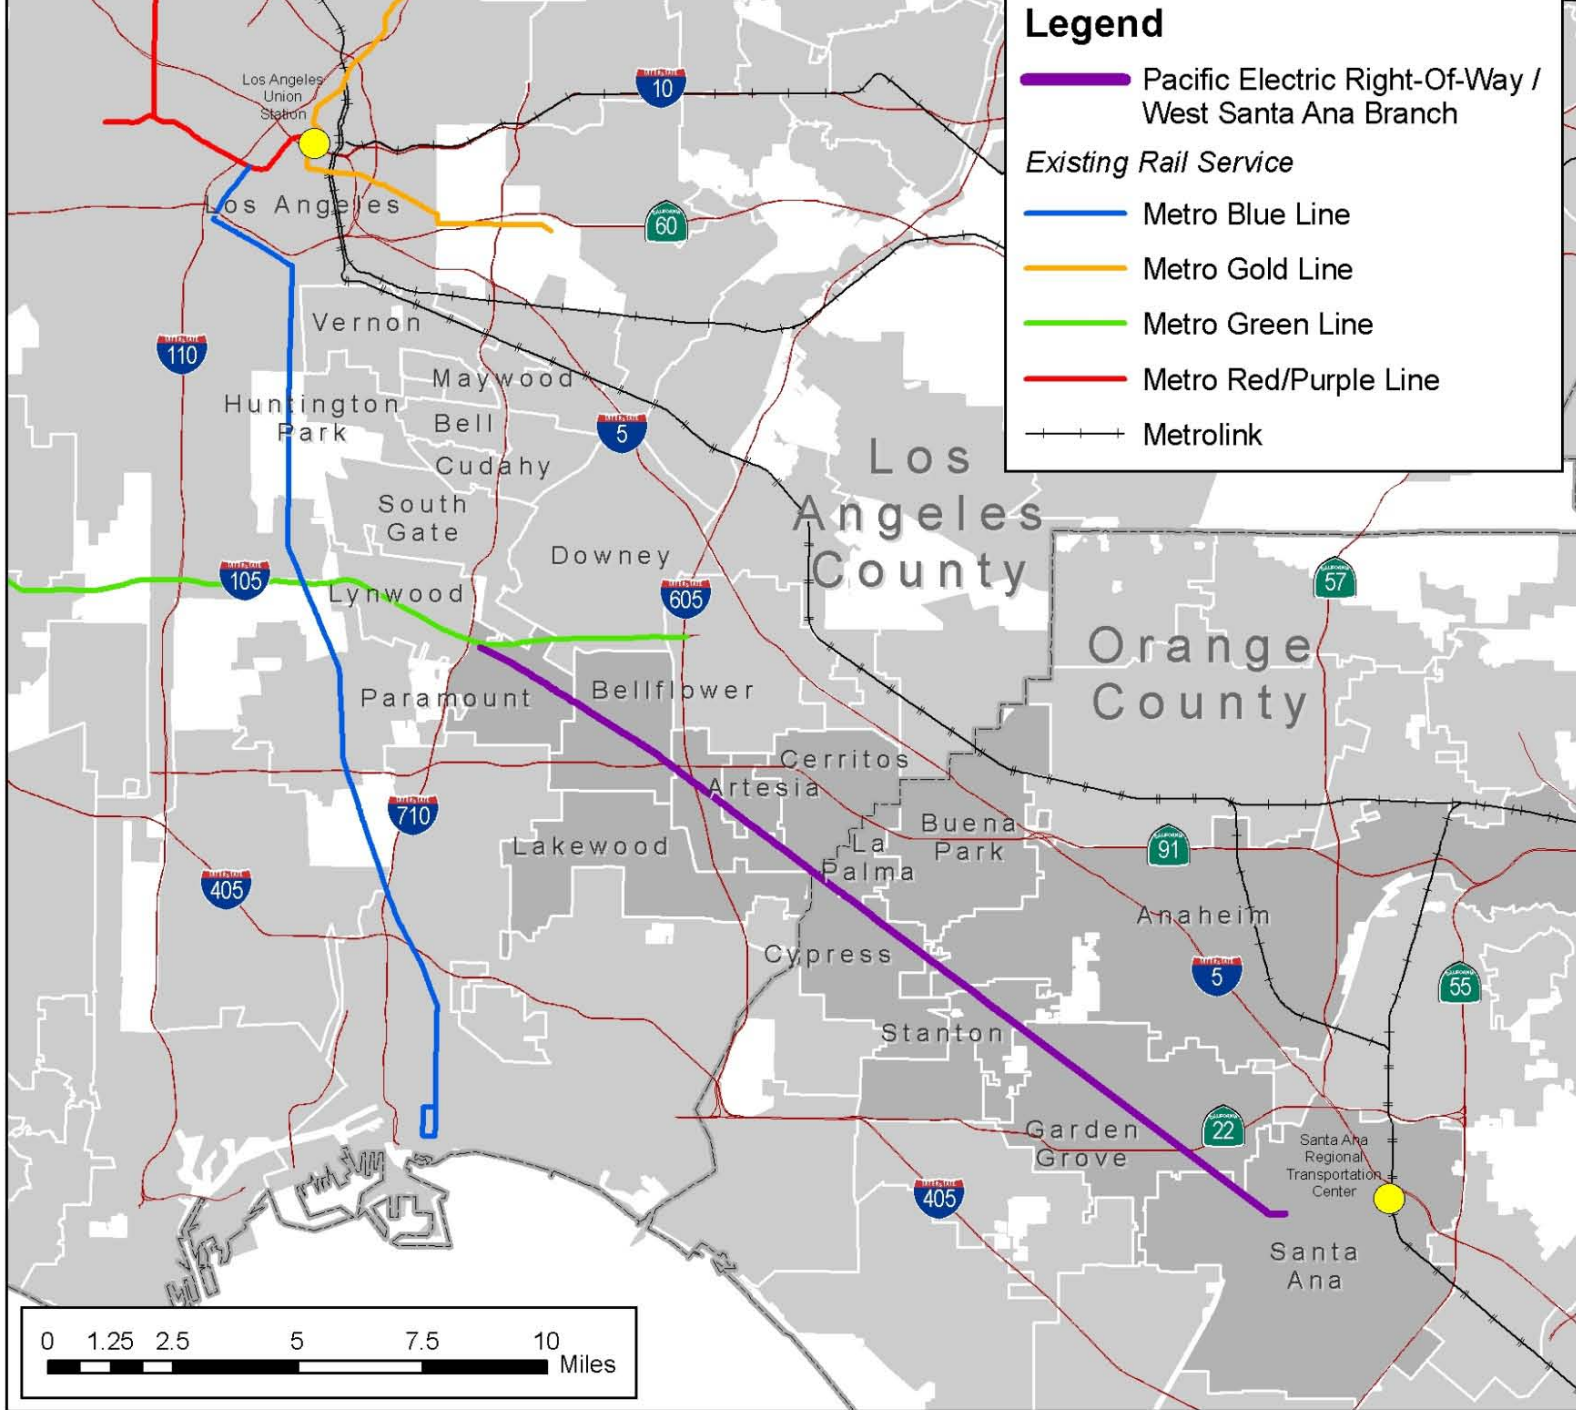 Legend
Pacific Electric Right-Of-Way /
West Santa Ana Branch
Existing Rail Service
Metro Blue Line
Metro Gold Line
Metro Green Line
Metro Red/Purple Line
Metrolink
Los Angeles
Union
Station
10
Los Angeles
60
Vernon
110
Maywood
Huntington
Park
Bell
5
Cudahy
Los
Angeles
County
South
Gate
Downey
105
Lynwood
605
57
Orange
County
Paramount
Bellflower
Cerritos
Artesia
710
Lakewood
Buena
Park
La
Palma
91
405
Anaheim
Cypress
5
55
Stanton
Garden
Grove
22
Santa Ana
Regional
Transportation
Center
405
Santa
Ana
0 1.25 2.5 5 7.5 10
Miles